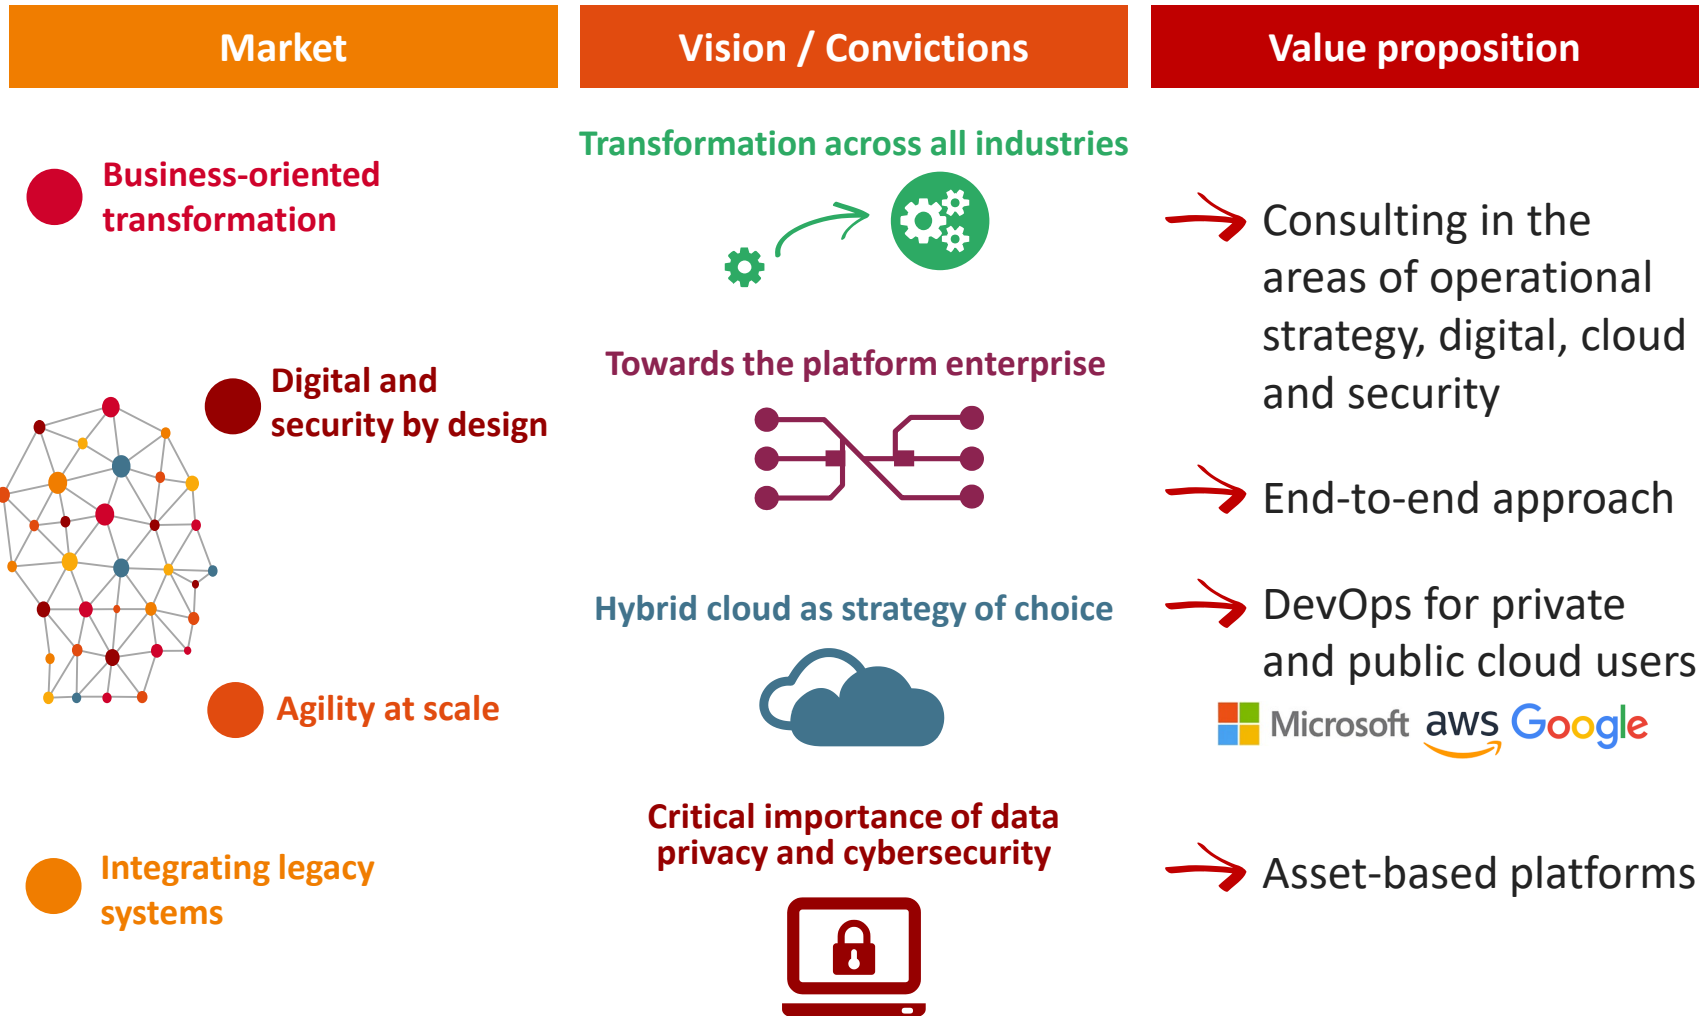 Market
Business-oriented
transformation
Digital and
security by design
Agility at scale
Integrating legacy
systems
Vision / Convictions
Transformation across all industries
Towards the platform enterprise
Hybrid cloud as strategy of choice
Critical importance of data
privacy and cybersecurity
Value proposition
Consulting in the
areas of operational
strategy, digital, cloud
and security
End-to-end approach
DevOps for private
and public cloud users
Microsoft aws Google
Asset-based platforms